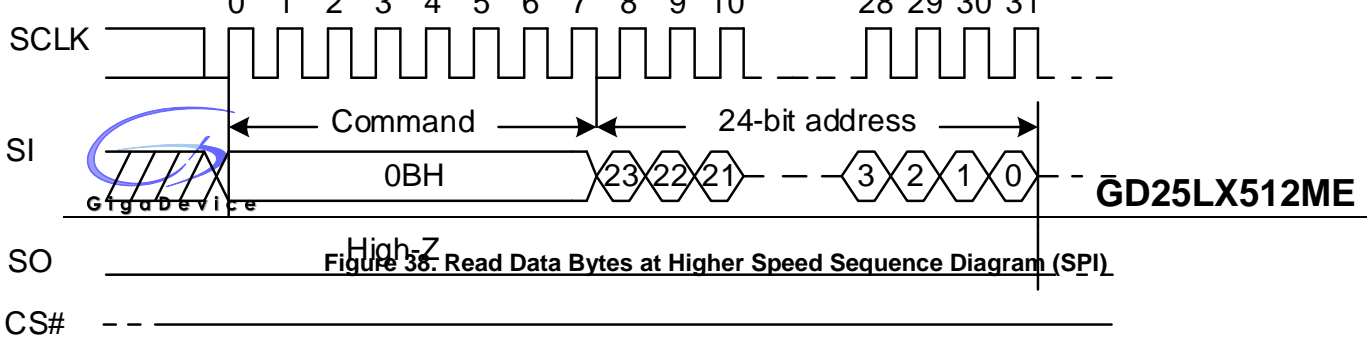 0 1 2 3 4 5 6 7 8 9 10 28 29 30 31
SCLK
Command 24-bit address
SI
0BH 23 22 21 3 2 1 0
GigaDevice
GD25LX512ME
High-Z
SO
Figure 38. Read Data Bytes at Higher Speed Sequence Diagram (SPI)
CS#